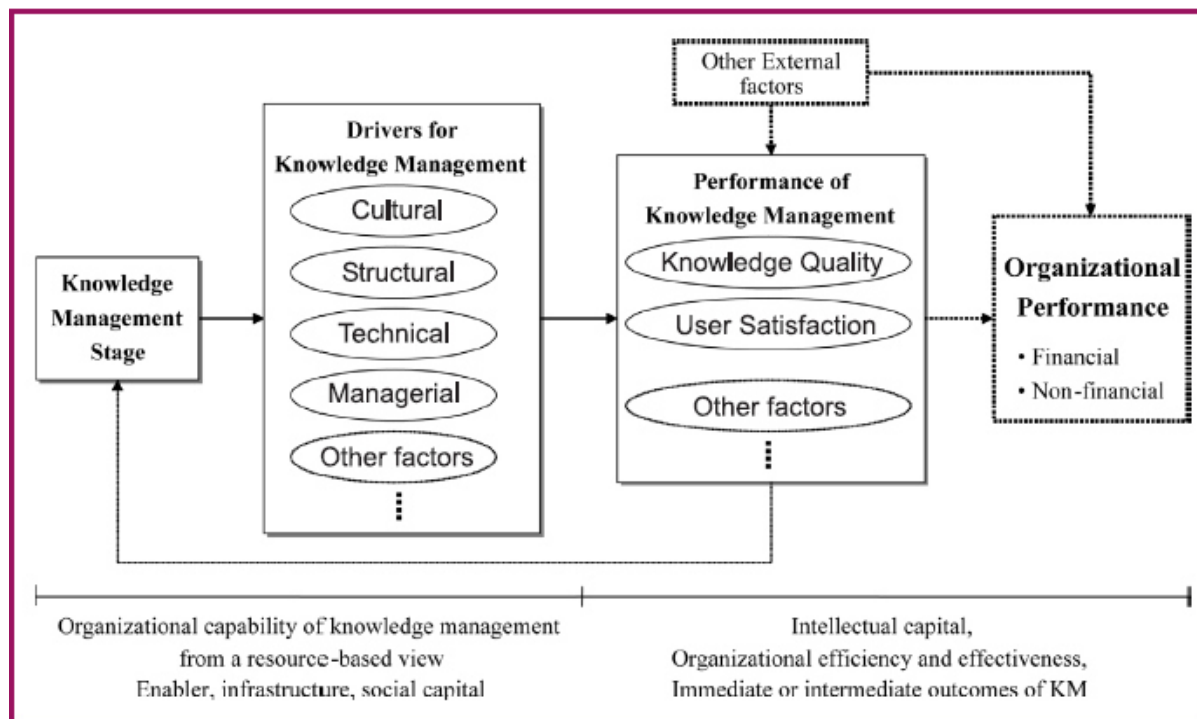 Other External
factors
Drivers for
Knowledge Management
Cultural
Structural
Technical
Managerial
Other factors
Performance of
Knowledge Management
Knowledge Quality
User Satisfaction
Other factors
Knowledge
Management
Stage
Organizational
Performance
• Financial
• Non-financial
Organizational capability of knowledge management
from a resource-based view
Enabler, infrastructure, social capital
Intellectual capital,
Organizational efficiency and effectiveness,
Immediate or intermediate outcomes of KM